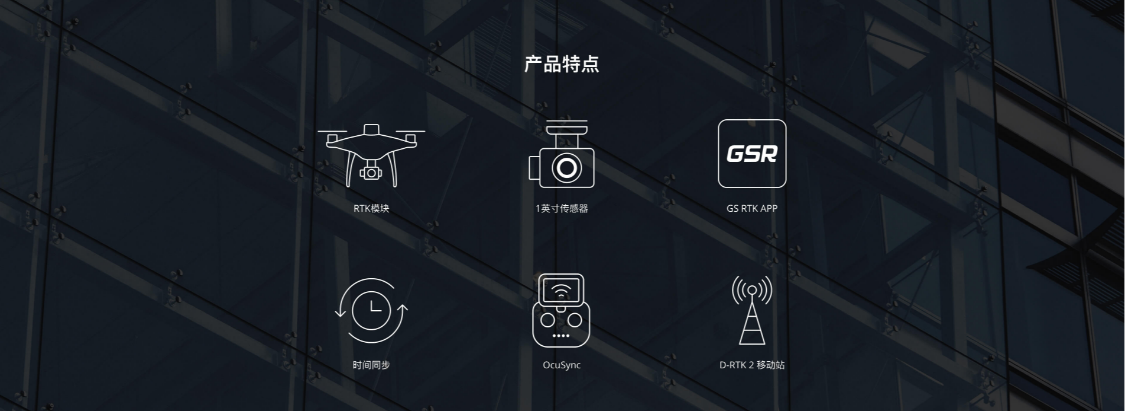 产品特点
RTK模块
1英寸传感器
GSR
GS RTK APP
时间同步
OcuSync
D-RTK 2 移动站